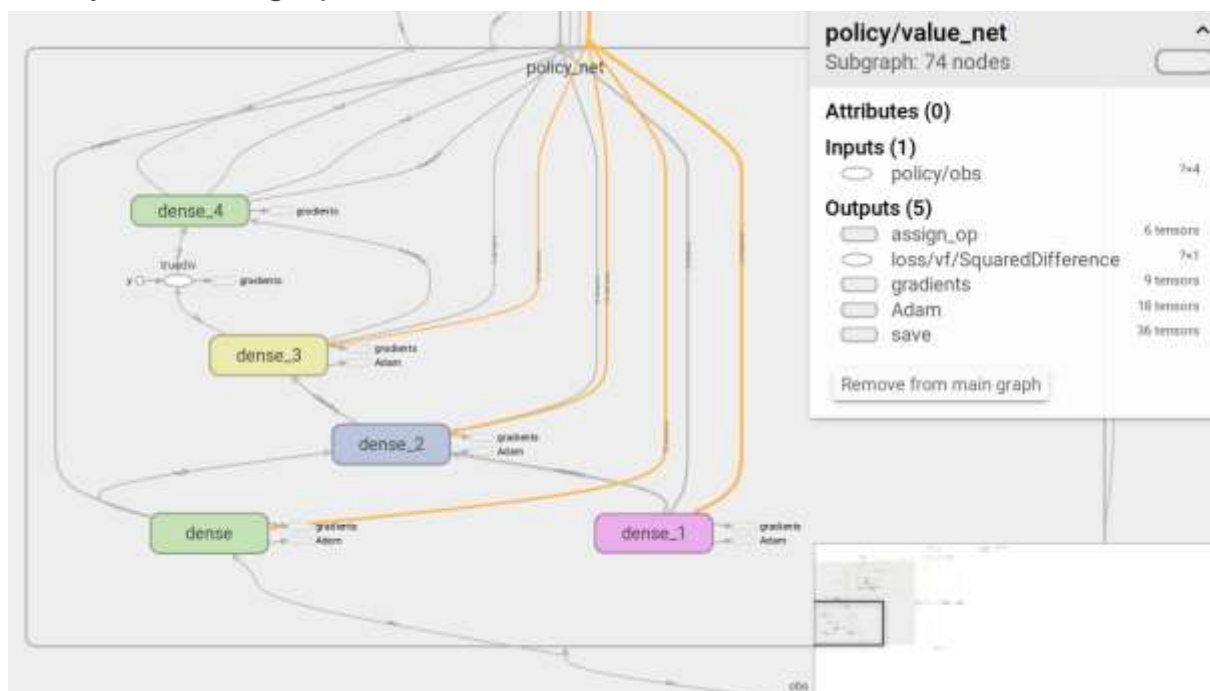 policy_net
dense_4
gradients
truediv
y
gradients
dense_3
gradients
Adam
dense_2
gradients
Adam
dense
gradients
Adam
dense_1
gradients
Adam
obs
policy/value_net
Subgraph: 74 nodes
Attributes (0)
Inputs (1)
policy/obs ?×4
Outputs (5)
assign_op 6 tensors
loss/vf/SquaredDifference ?×1
gradients 9 tensors
Adam 18 tensors
save 36 tensors
Remove from main graph